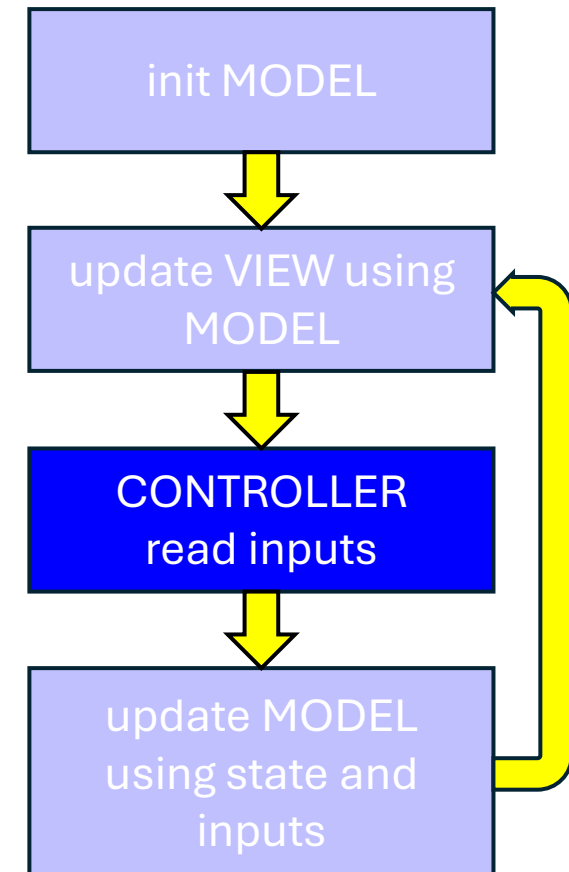 init MODEL
update VIEW using
MODEL
CONTROLLER
read inputs
update MODEL
using state and
inputs